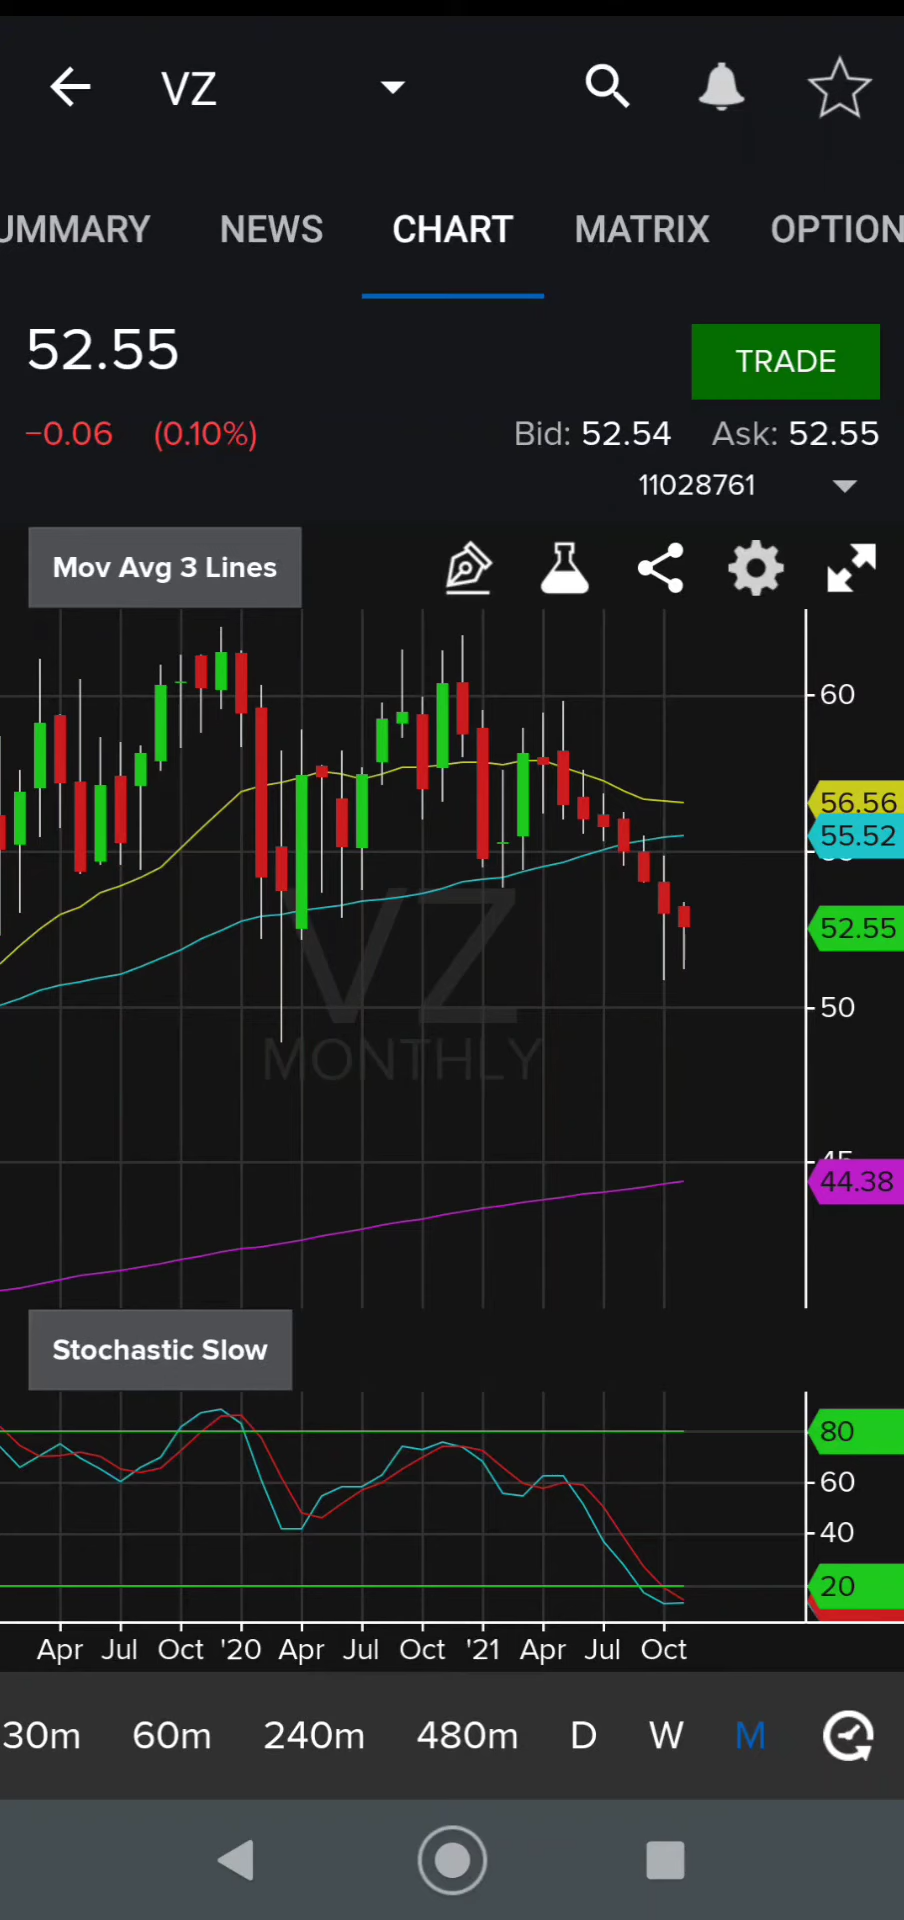 VZ
UMMARY NEWS CHART MATRIX OPTION
52.55
TRADE
−0.06 (0.10%) Bid: 52.54 Ask: 52.55
11028761
Mov Avg 3 Lines
60
56.56
55.52
52.55
50
VZ
MONTHLY
45
44.38
Stochastic Slow
80
60
40
20
Apr Jul Oct '20 Apr Jul Oct '21 Apr Jul Oct
30m 60m 240m 480m D W M